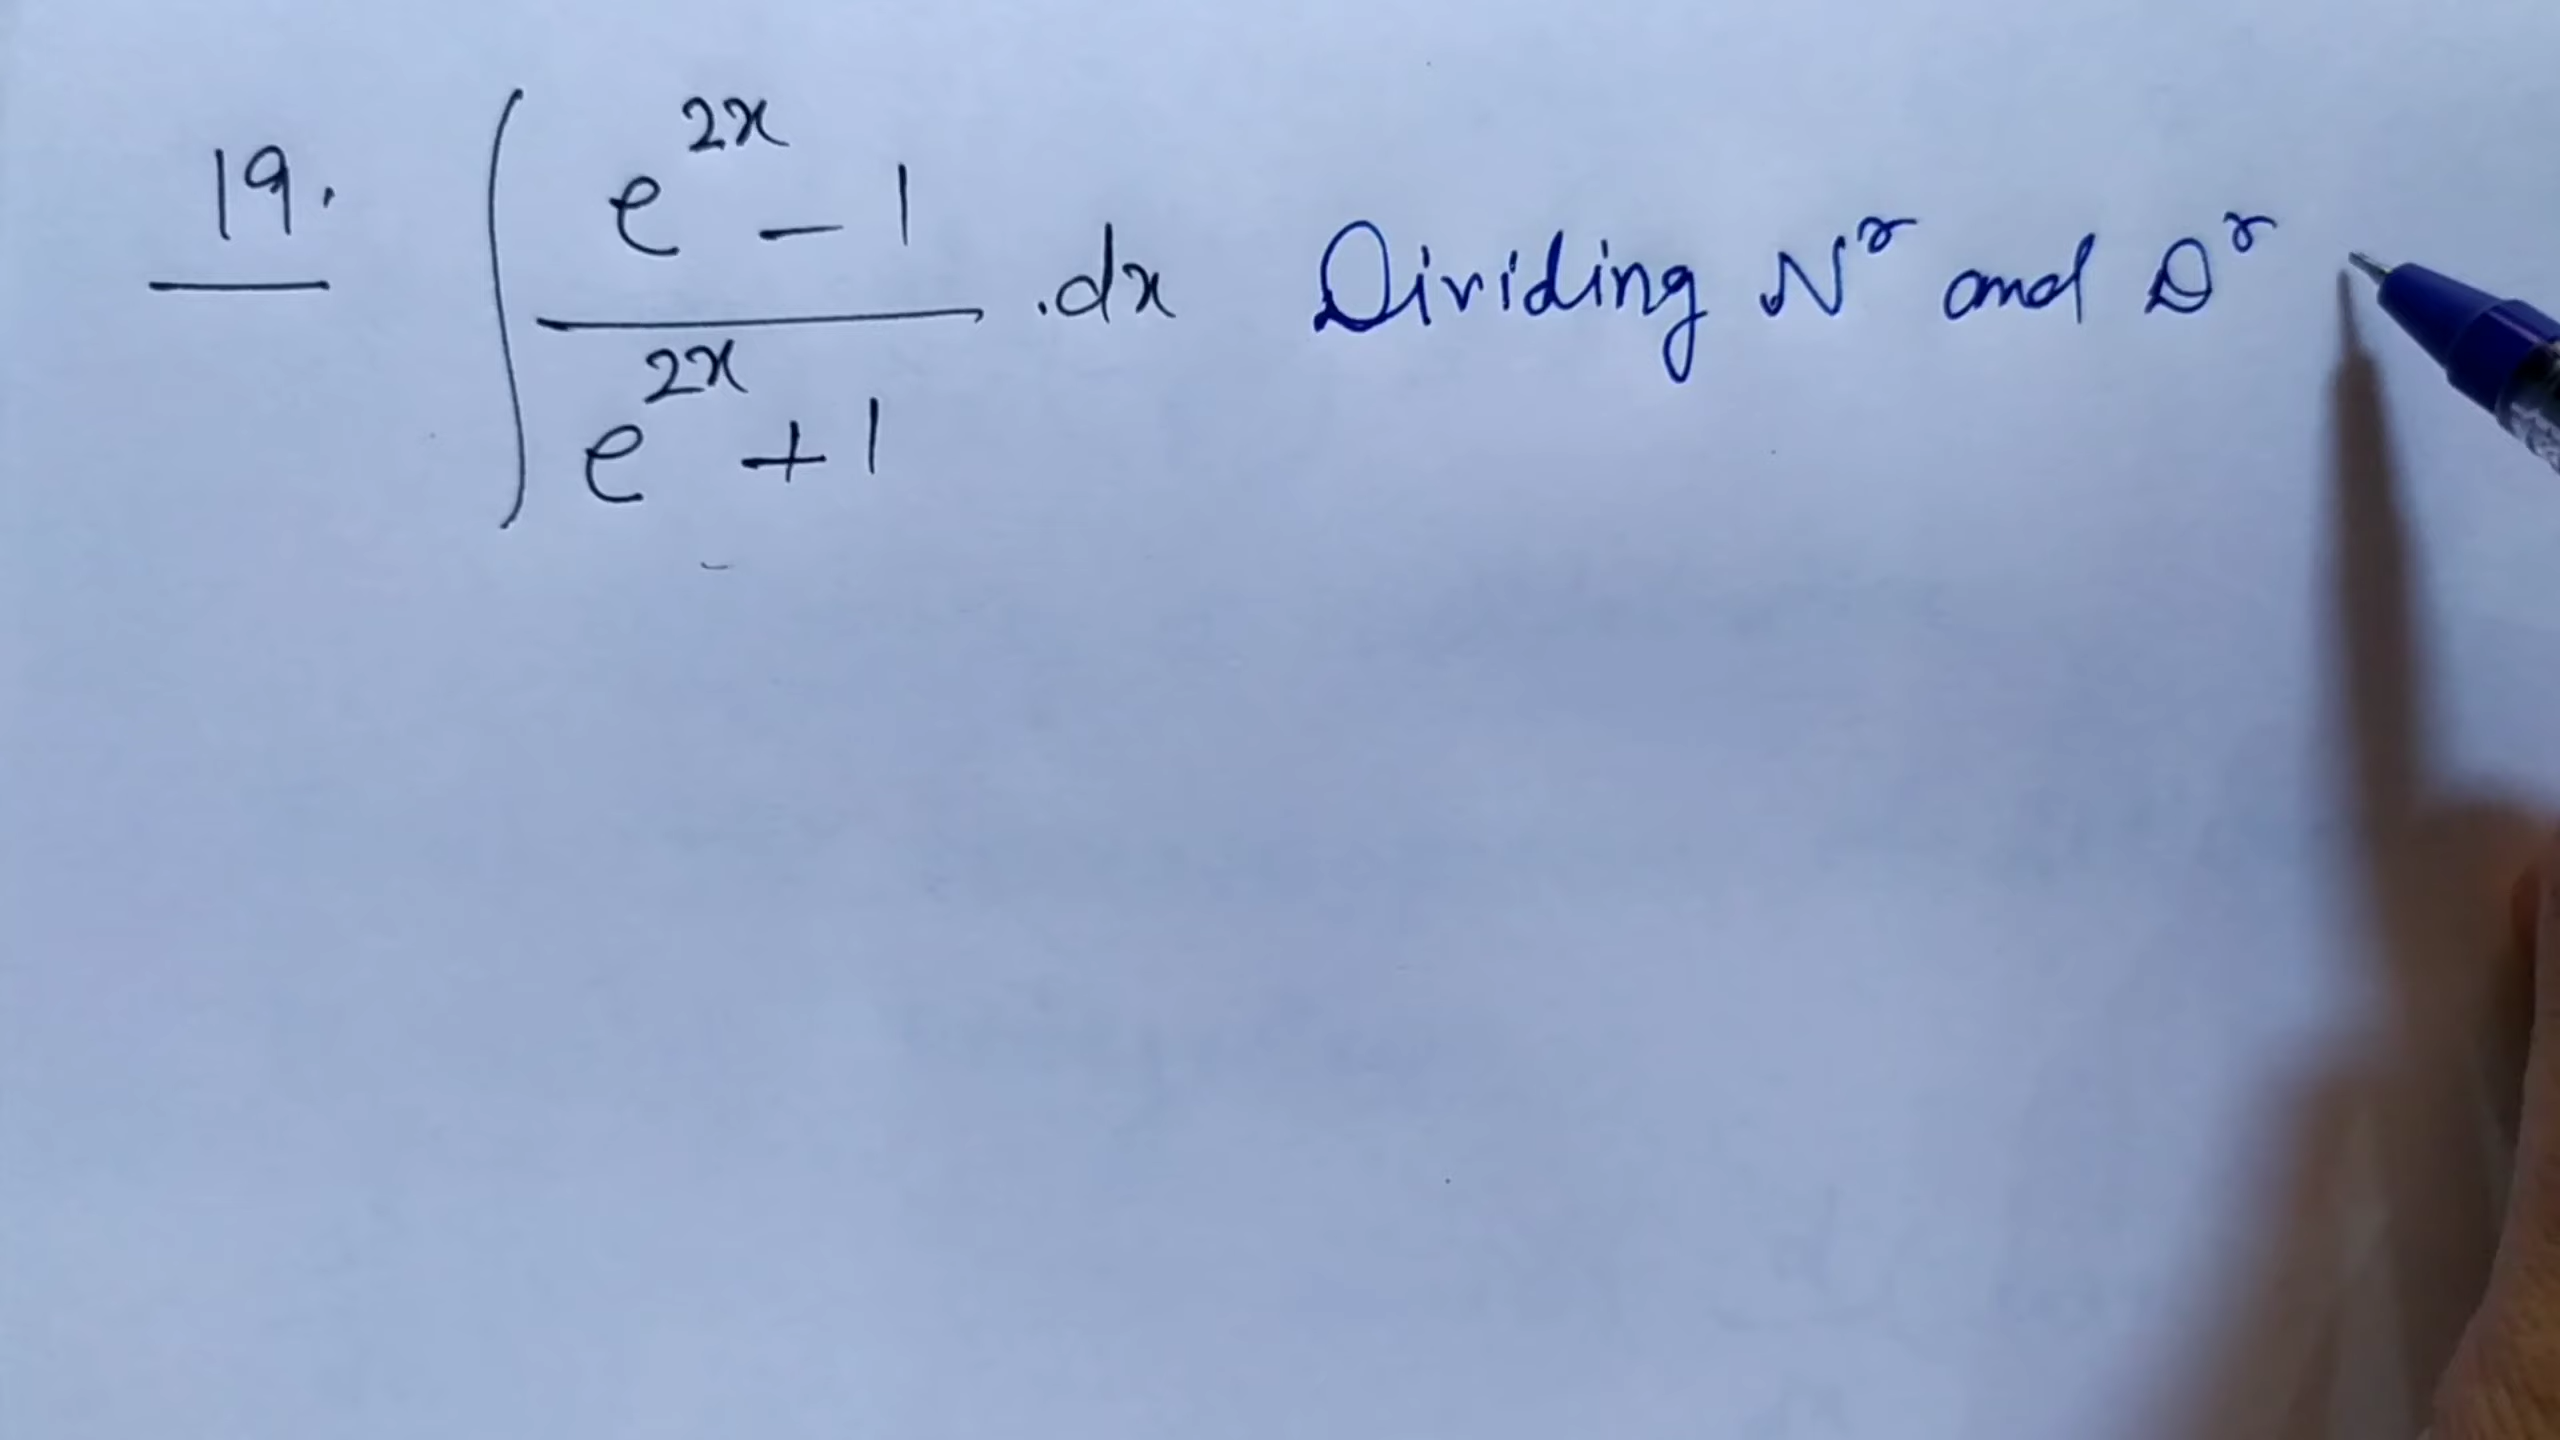 19. ∫ (e^{2x} - 1)/(e^{2x} + 1) .dx Dividing N^r and D^r